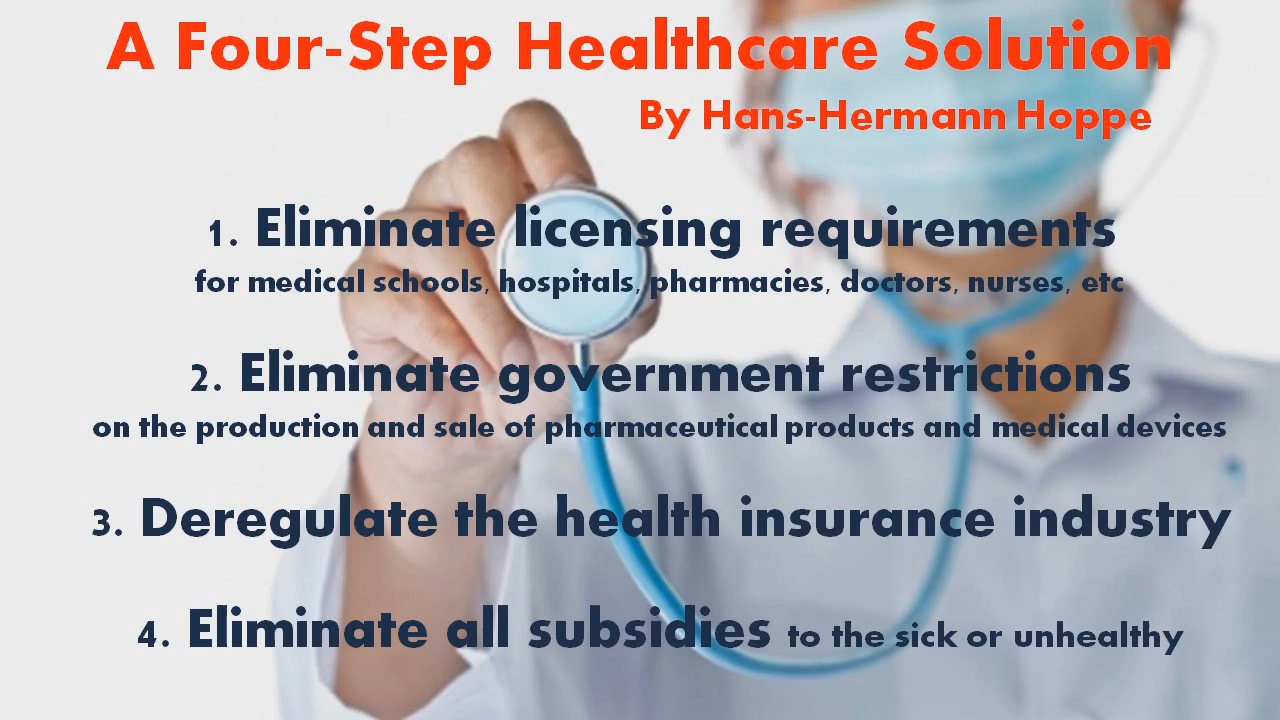 A Four-Step Healthcare Solution
By Hans-Hermann Hoppe
1. Eliminate licensing requirements
for medical schools, hospitals, pharmacies, doctors, nurses, etc
2. Eliminate government restrictions
on the production and sale of pharmaceutical products and medical devices
3. Deregulate the health insurance industry
4. Eliminate all subsidies to the sick or unhealthy